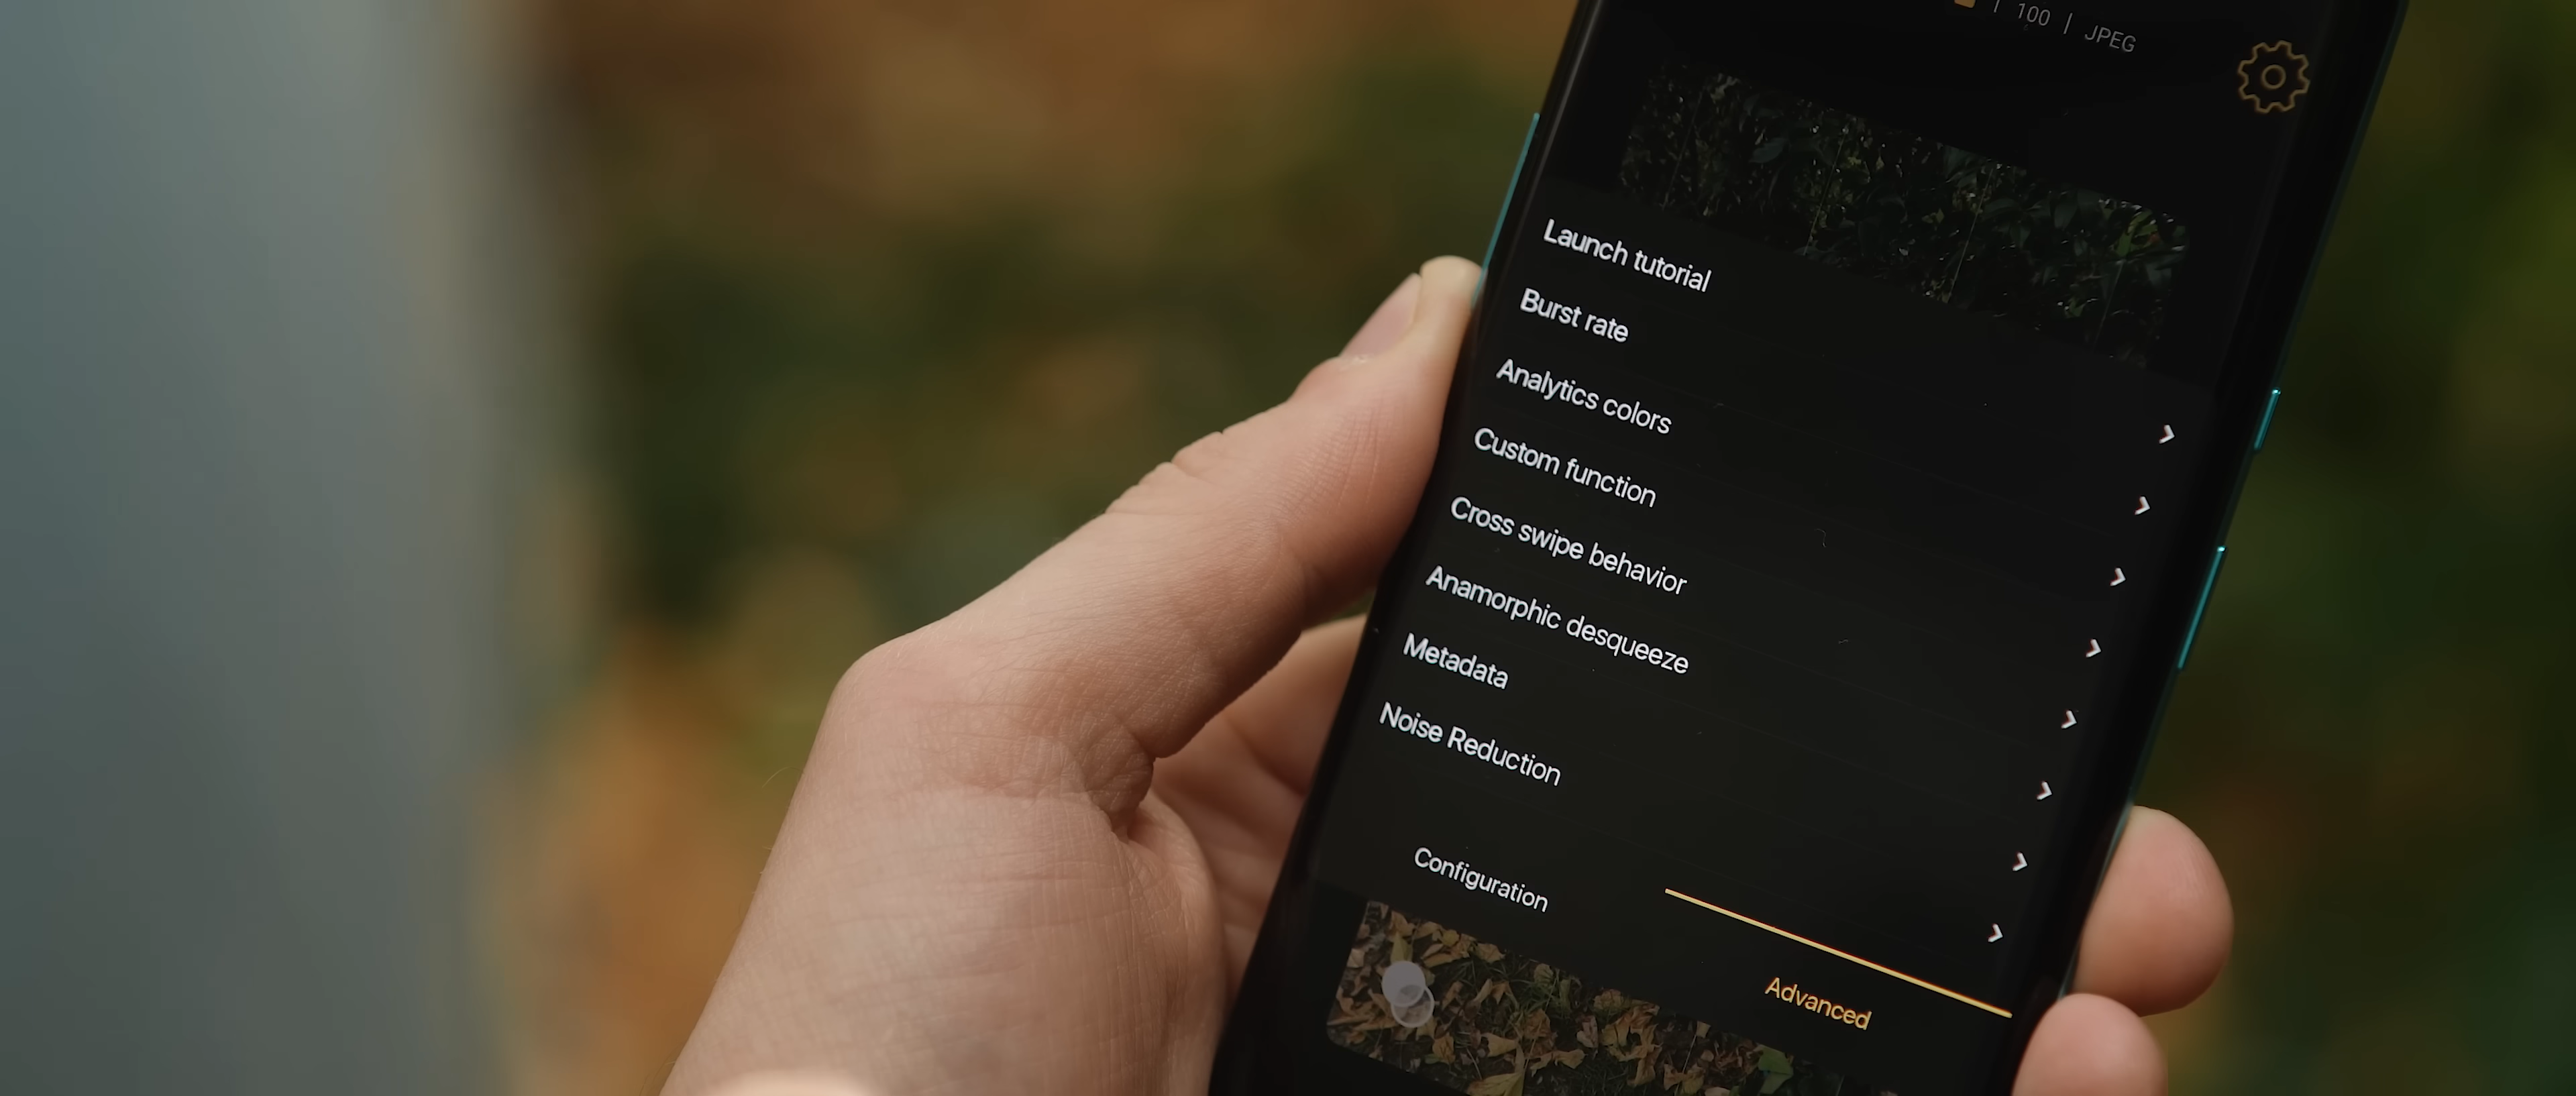 | 100 | JPEG
Launch tutorial
Burst rate
Analytics colors
Custom function
Cross swipe behavior
Anamorphic desqueeze
Metadata
Noise Reduction
Configuration
Advanced